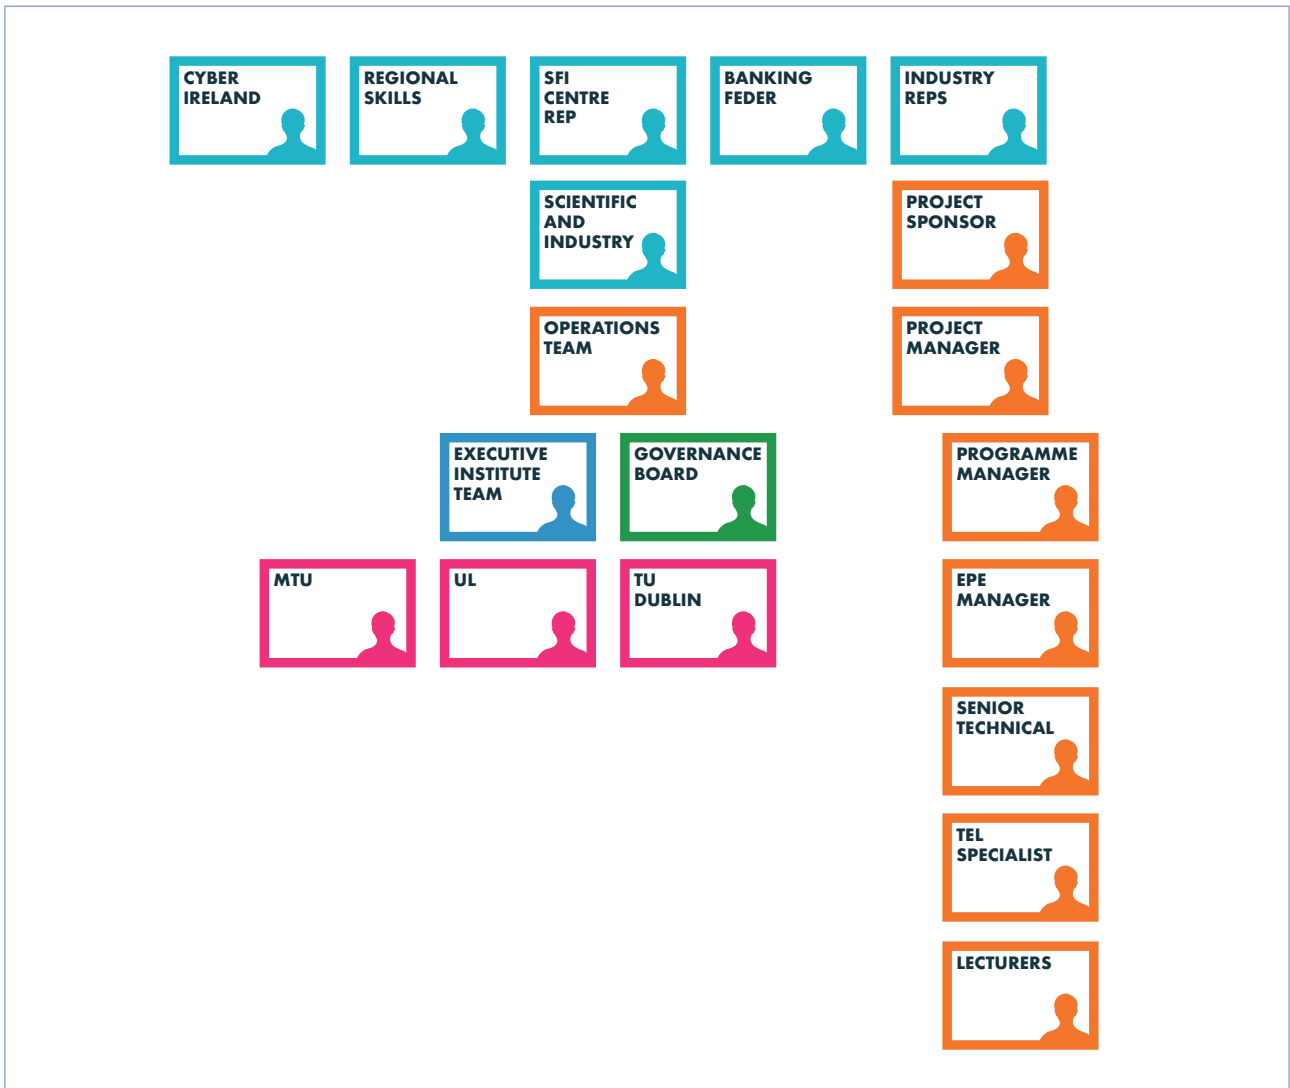 CYBER
IRELAND
REGIONAL
SKILLS
SFI
CENTRE
REP
BANKING
FEDER
INDUSTRY
REPS
SCIENTIFIC
AND
INDUSTRY
PROJECT
SPONSOR
OPERATIONS
TEAM
PROJECT
MANAGER
EXECUTIVE
INSTITUTE
TEAM
GOVERNANCE
BOARD
PROGRAMME
MANAGER
MTU
UL
TU
DUBLIN
EPE
MANAGER
SENIOR
TECHNICAL
TEL
SPECIALIST
LECTURERS